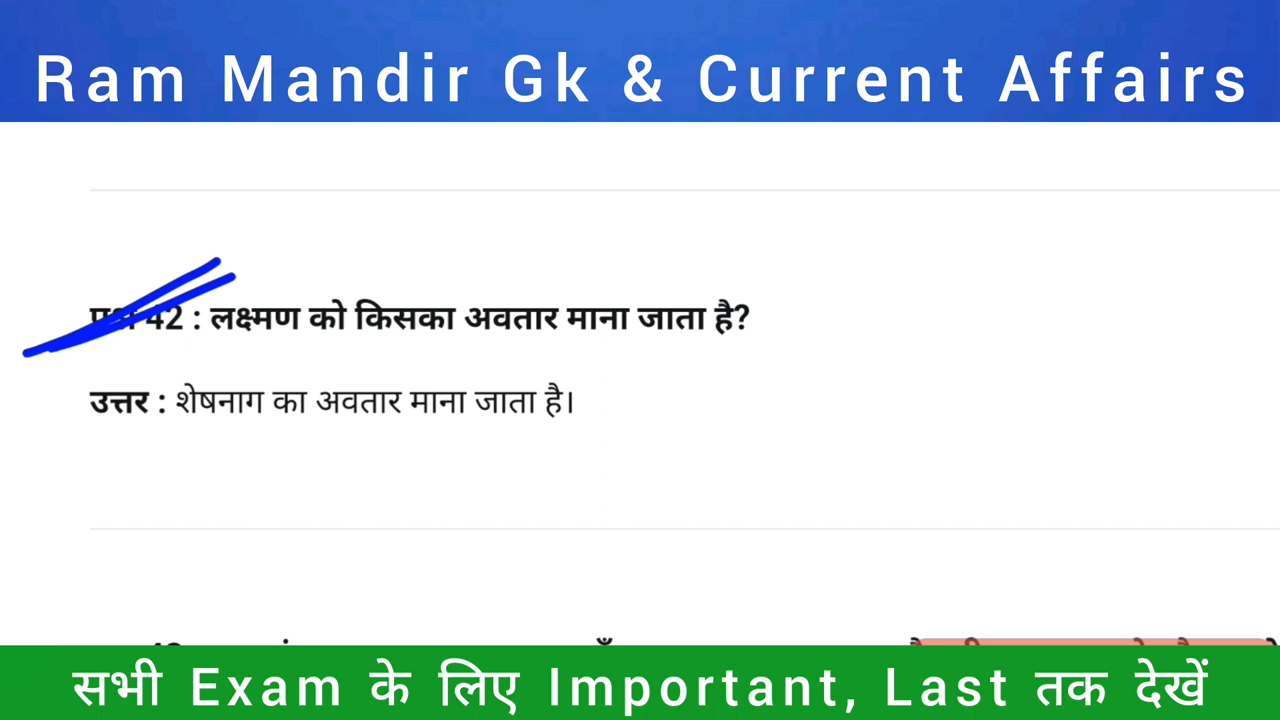 Ram Mandir Gk & Current Affairs
प्रश्न 42 : लक्ष्मण को किसका अवतार माना जाता है?
उत्तर : शेषनाग का अवतार माना जाता है।
सभी Exam के लिए Important, Last तक देखें